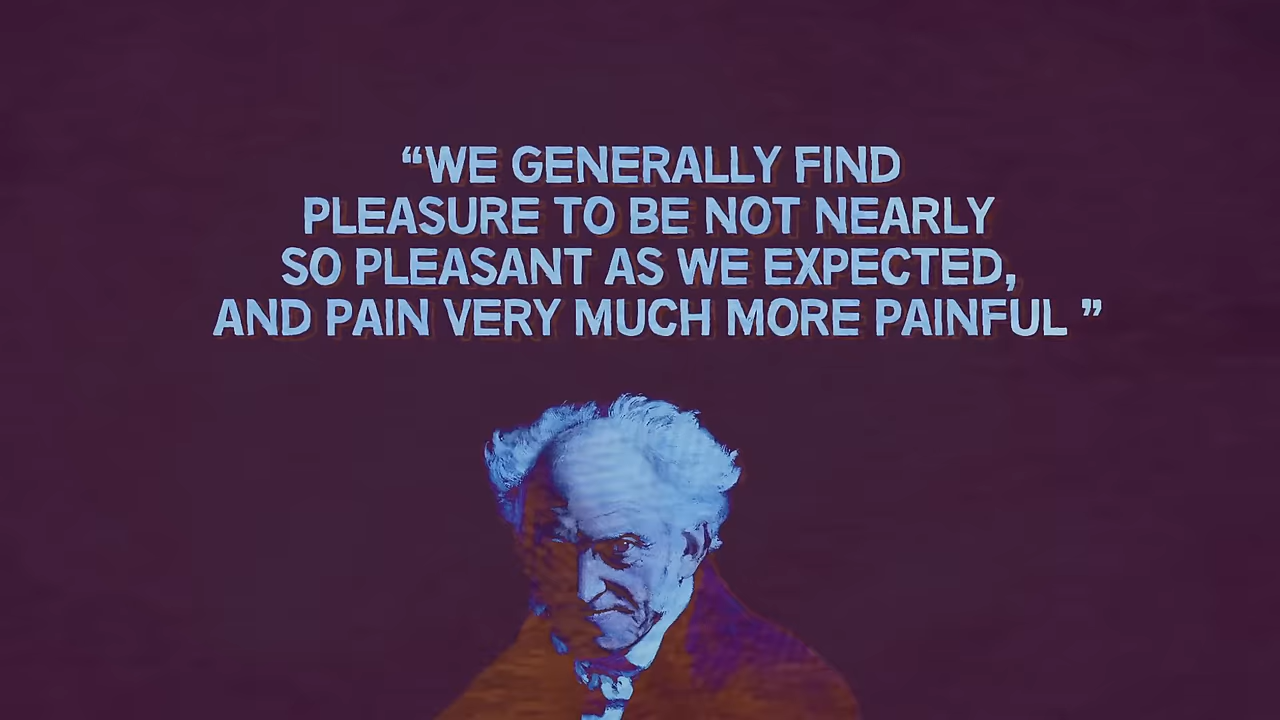 “WE GENERALLY FIND
PLEASURE TO BE NOT NEARLY
SO PLEASANT AS WE EXPECTED,
AND PAIN VERY MUCH MORE PAINFUL ”